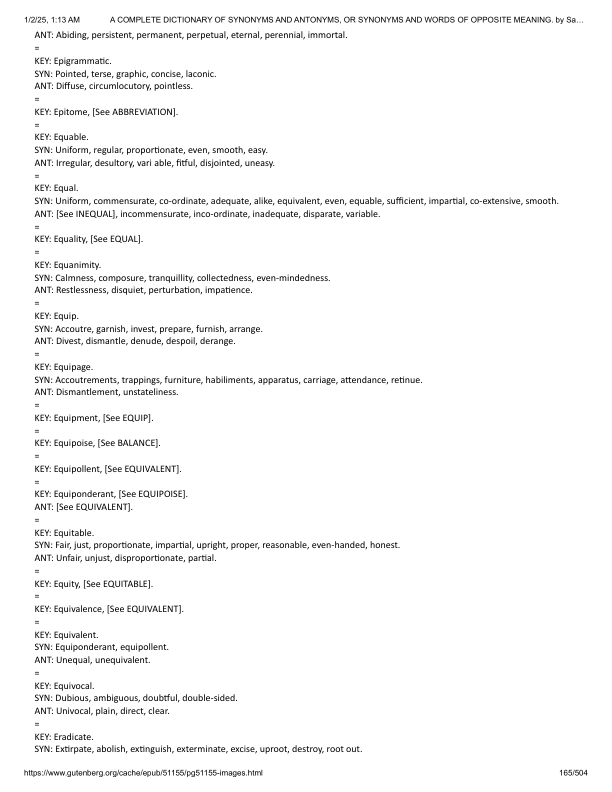 1/2/25, 1:13 AM A COMPLETE DICTIONARY OF SYNONYMS AND ANTONYMS, OR SYNONYMS AND WORDS OF OPPOSITE MEANING. by Sa…
ANT: Abiding, persistent, permanent, perpetual, eternal, perennial, immortal.
=
KEY: Epigrammatic.
SYN: Pointed, terse, graphic, concise, laconic.
ANT: Diffuse, circumlocutory, pointless.
=
KEY: Epitome, [See ABBREVIATION].
=
KEY: Equable.
SYN: Uniform, regular, proportionate, even, smooth, easy.
ANT: Irregular, desultory, vari able, fitful, disjointed, uneasy.
=
KEY: Equal.
SYN: Uniform, commensurate, co-ordinate, adequate, alike, equivalent, even, equable, sufficient, impartial, co-extensive, smooth.
ANT: [See INEQUAL], incommensurate, inco-ordinate, inadequate, disparate, variable.
=
KEY: Equality, [See EQUAL].
=
KEY: Equanimity.
SYN: Calmness, composure, tranquillity, collectedness, even-mindedness.
ANT: Restlessness, disquiet, perturbation, impatience.
=
KEY: Equip.
SYN: Accoutre, garnish, invest, prepare, furnish, arrange.
ANT: Divest, dismantle, denude, despoil, derange.
=
KEY: Equipage.
SYN: Accoutrements, trappings, furniture, habiliments, apparatus, carriage, attendance, retinue.
ANT: Dismantlement, unstateliness.
=
KEY: Equipment, [See EQUIP].
=
KEY: Equipoise, [See BALANCE].
=
KEY: Equipollent, [See EQUIVALENT].
=
KEY: Equiponderant, [See EQUIPOISE].
ANT: [See EQUIVALENT].
=
KEY: Equitable.
SYN: Fair, just, proportionate, impartial, upright, proper, reasonable, even-handed, honest.
ANT: Unfair, unjust, disproportionate, partial.
=
KEY: Equity, [See EQUITABLE].
=
KEY: Equivalence, [See EQUIVALENT].
=
KEY: Equivalent.
SYN: Equiponderant, equipollent.
ANT: Unequal, unequivalent.
=
KEY: Equivocal.
SYN: Dubious, ambiguous, doubtful, double-sided.
ANT: Univocal, plain, direct, clear.
=
KEY: Eradicate.
SYN: Extirpate, abolish, extinguish, exterminate, excise, uproot, destroy, root out.
https://www.gutenberg.org/cache/epub/51155/pg51155-images.html 165/504